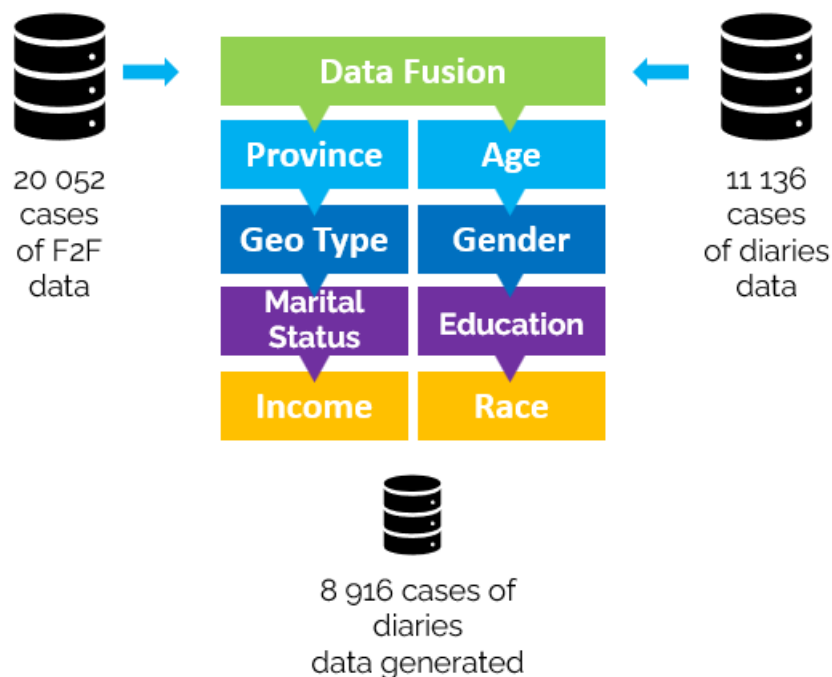 Data Fusion
20 052
cases
of F2F
data
Province
Age
Geo Type
Gender
Marital
Status
Education
Income
Race
11 136
cases
of diaries
data
8 916 cases of
diaries
data generated